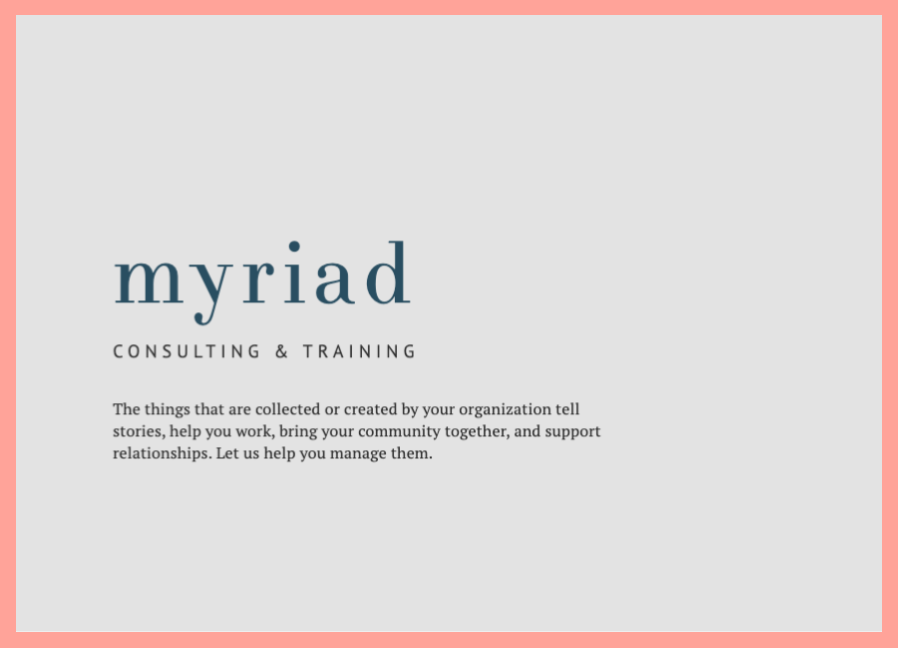 myriad
CONSULTING & TRAINING
The things that are collected or created by your organization tell
stories, help you work, bring your community together, and support
relationships. Let us help you manage them.